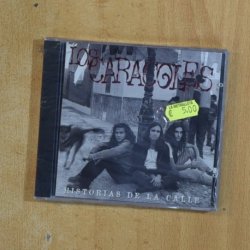 LOS CARACOLES
€ 5,00
HISTORIAS DE LA CALLE